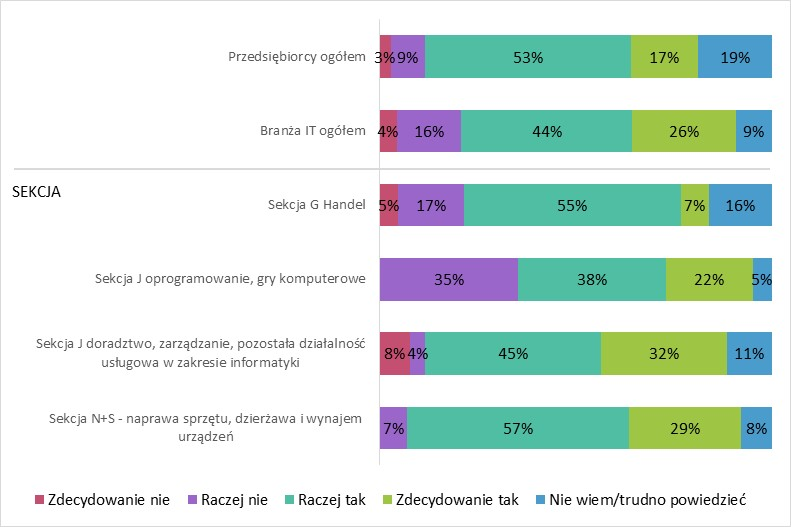 Przedsiębiorcy ogółem
3% 9% 53% 17% 19%
Branża IT ogółem
4% 16% 44% 26% 9%
SEKCJA
Sekcja G Handel
5% 17% 55% 7% 16%
Sekcja J oprogramowanie, gry komputerowe
35% 38% 22% 5%
Sekcja J doradztwo, zarządzanie, pozostała działalność
usługowa w zakresie informatyki
8% 4% 45% 32% 11%
Sekcja N+S - naprawa sprzętu, dzierżawa i wynajem
urządzeń
7% 57% 29% 8%
Zdecydowanie nie Raczej nie Raczej tak Zdecydowanie tak Nie wiem/trudno powiedzieć